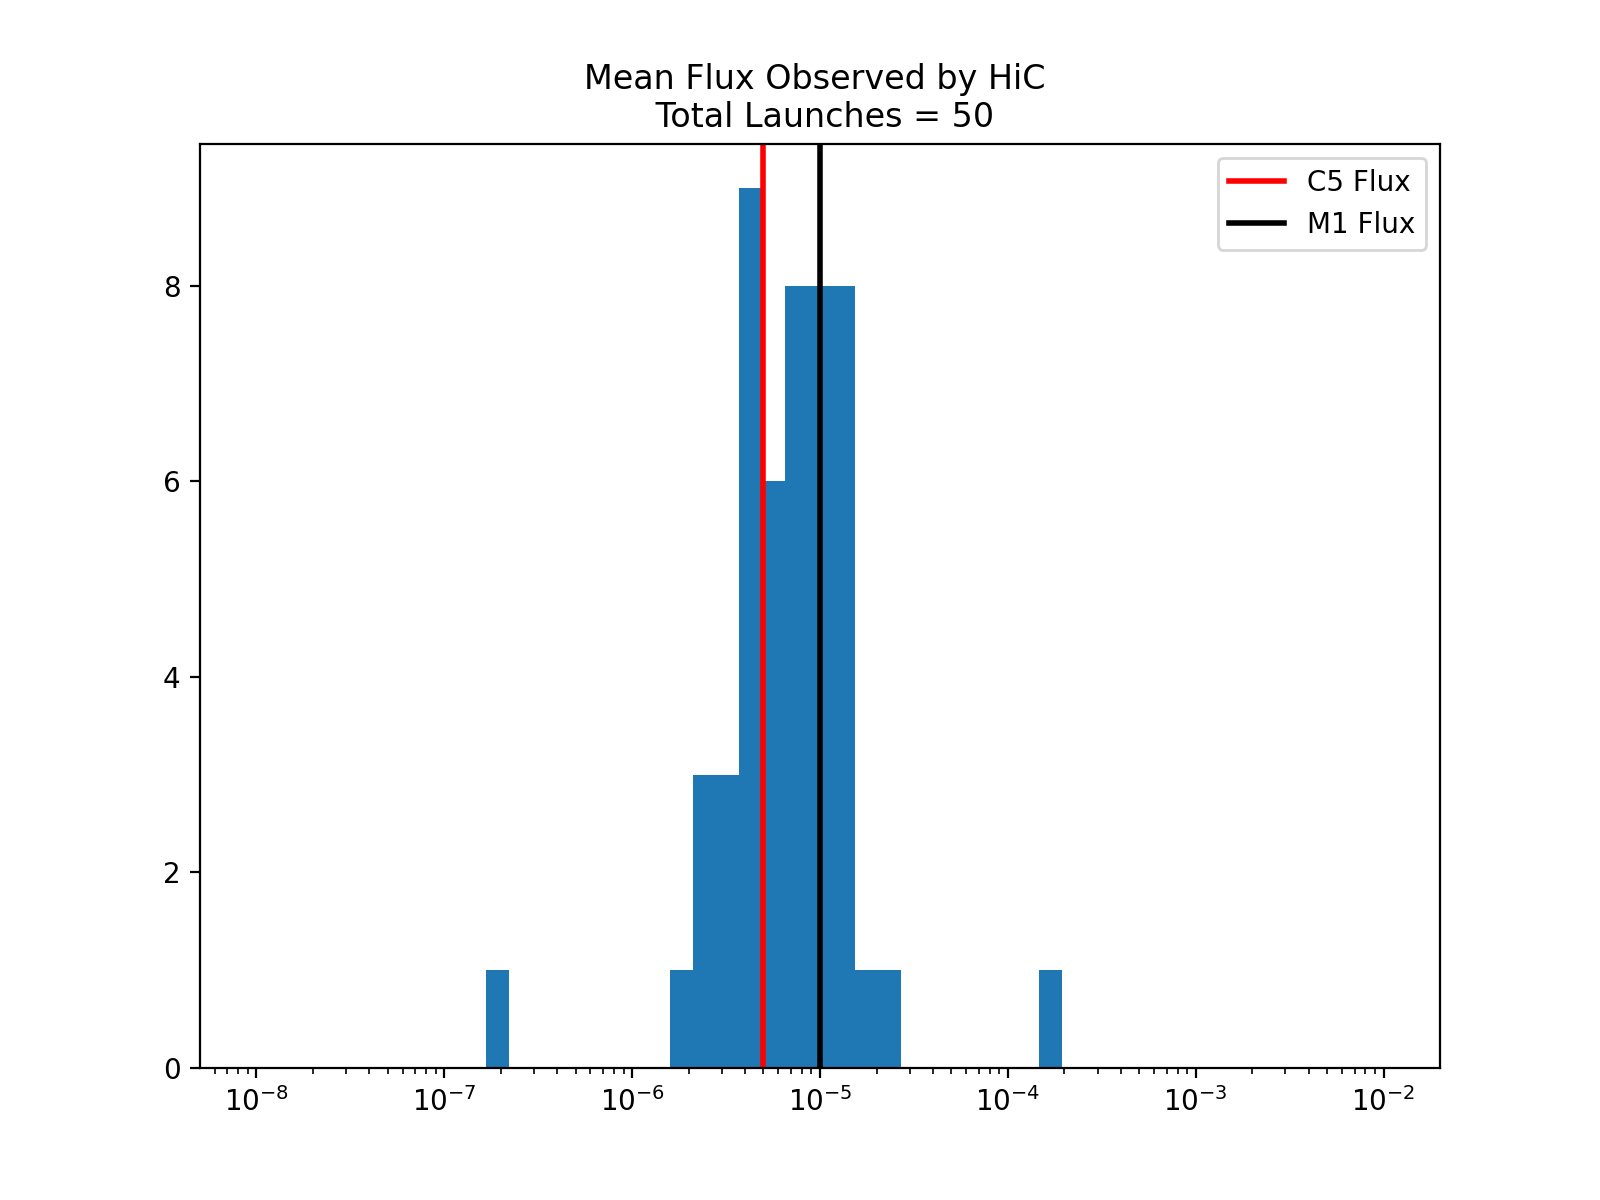 Mean Flux Observed by HiC
Total Launches = 50
C5 Flux
M1 Flux
8
6
4
2
0
10⁻⁸ 10⁻⁷ 10⁻⁶ 10⁻⁵ 10⁻⁴ 10⁻³ 10⁻²